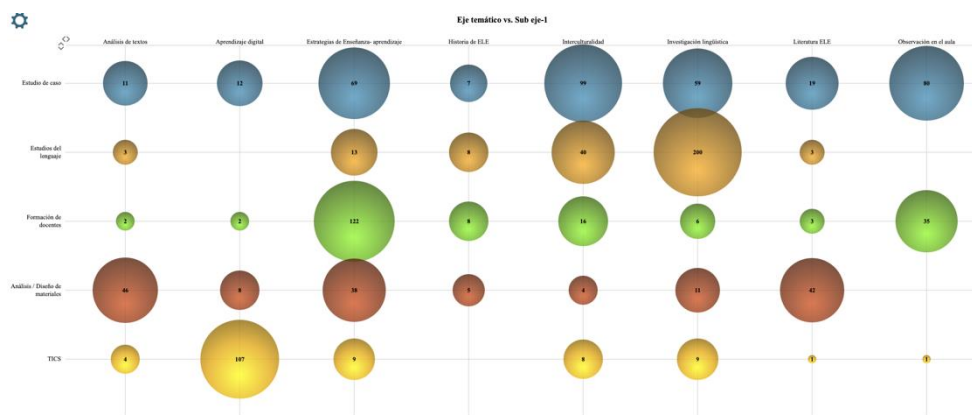 Eje temático vs. Sub eje-1
Análisis de textos Aprendizaje digital Estrategias de Enseñanza- aprendizaje Historia de ELE Interculturalidad Investigación lingüística Literatura ELE Observación en el aula
Estudio de caso 11 12 69 7 99 59 19 80
Estudios del
lenguaje 3 13 8 40 200 3
Formación de
docentes 2 2 122 8 16 6 3 35
Análisis / Diseño de
materiales 46 8 38 5 4 11 42
TICS 4 107 9 8 9 1 1